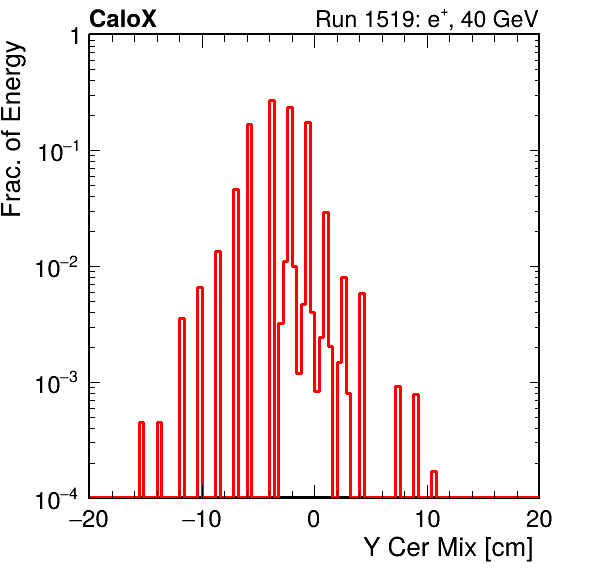 CaloX
Run 1519: e⁺, 40 GeV
Frac. of Energy
1
10⁻¹
10⁻²
10⁻³
10⁻⁴
−20 −10 0 10 20
Y Cer Mix [cm]